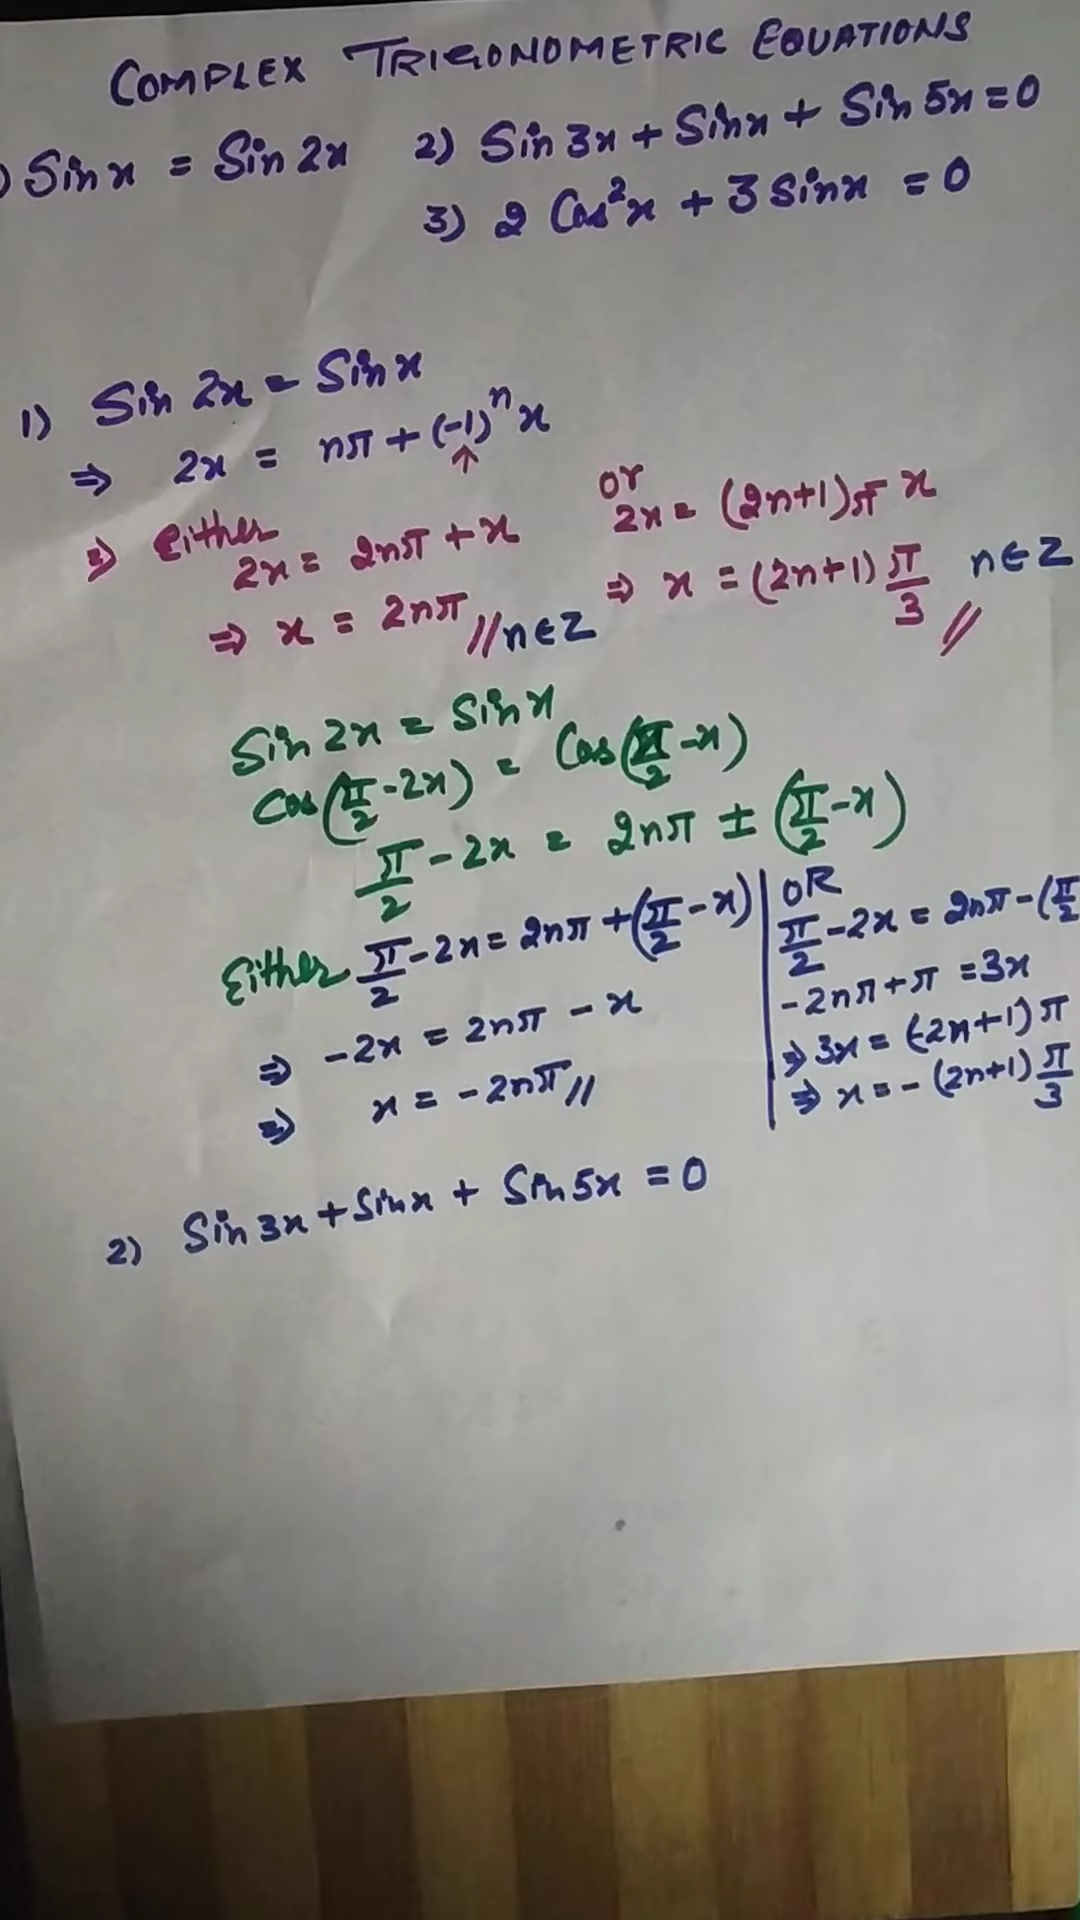 COMPLEX TRIGONOMETRIC EQUATIONS
) Sin x = Sin 2x 2) Sin 3x + Sin x + Sin 5x = 0
3) 2 Cos²x + 3 Sin x = 0
1) Sin 2x = Sin x
⇒ 2x = nπ + (-1)ⁿ x
↑
⇒ Either
2x = 2nπ + x
⇒ x = 2nπ // n ∈ Z
or
2x = (2n+1)π x
⇒ x = (2n+1) π/3 // n ∈ Z
Sin 2x = Sin x
Cos(π/2 - 2x) = Cos(π/2 - x)
π/2 - 2x = 2nπ ± (π/2 - x)
Either π/2 - 2x = 2nπ + (π/2 - x)
⇒ -2x = 2nπ - x
⇒ x = -2nπ //
OR
π/2 - 2x = 2nπ - (π/2
-2nπ + π = 3x
⇒ 3x = (-2n+1) π
⇒ x = - (2n+1) π/3
2) Sin 3x + Sin x + Sin 5x = 0